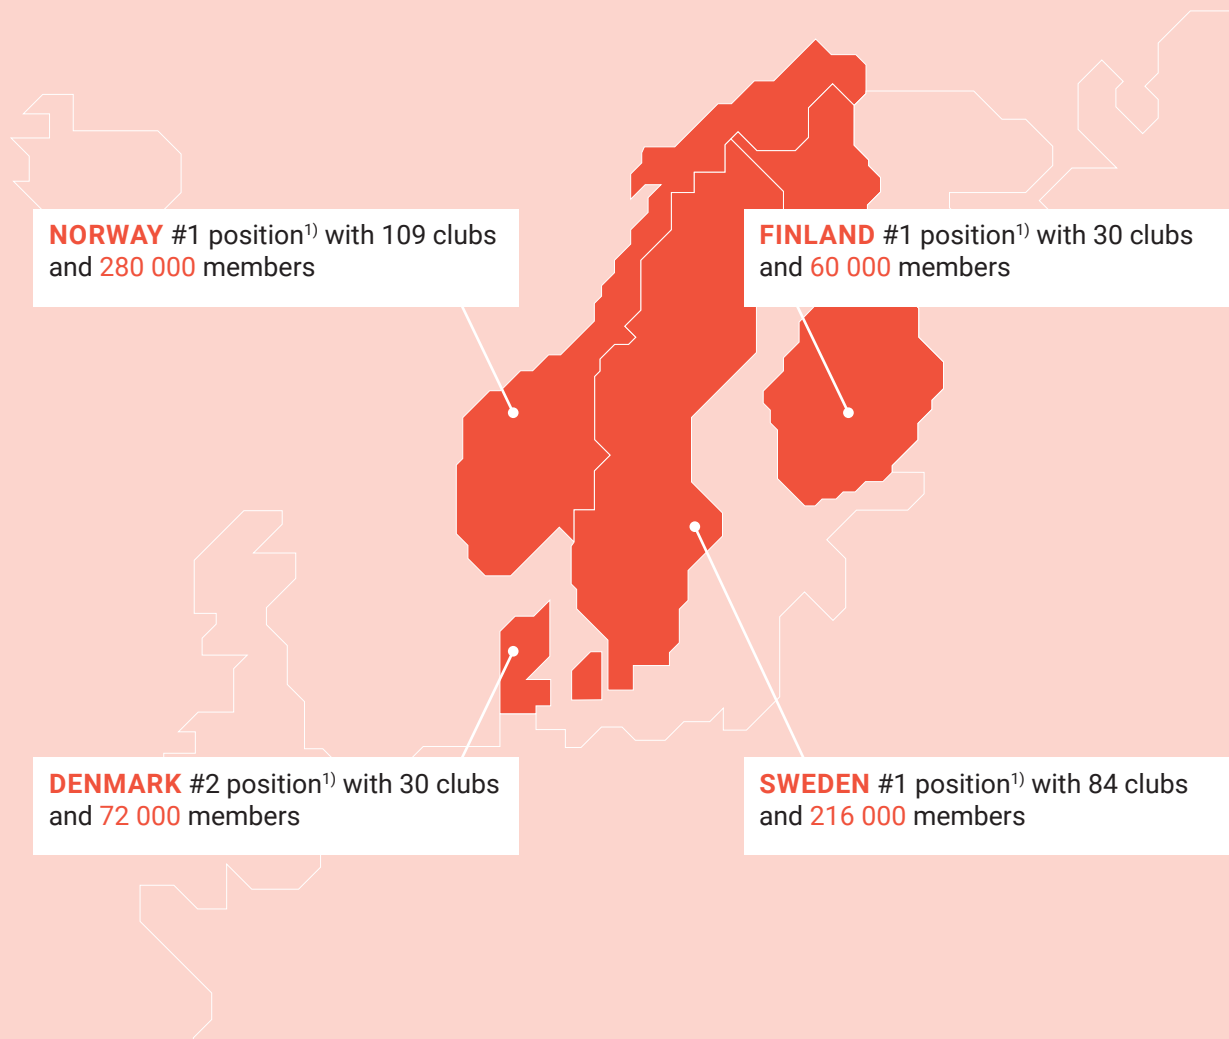 NORWAY #1 position1) with 109 clubs
and 280 000 members
FINLAND #1 position1) with 30 clubs
and 60 000 members
DENMARK #2 position1) with 30 clubs
and 72 000 members
SWEDEN #1 position1) with 84 clubs
and 216 000 members